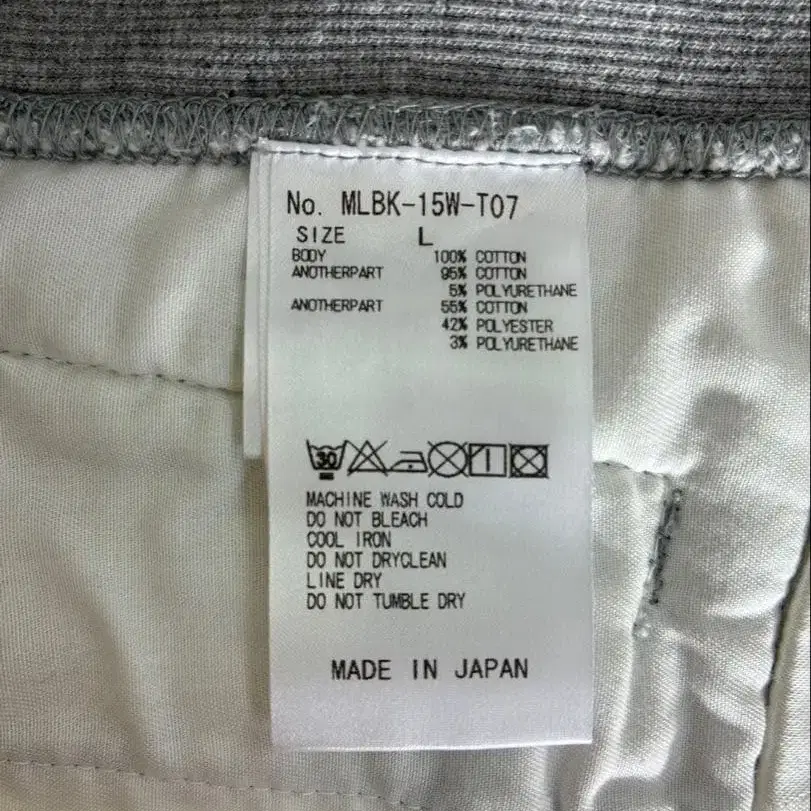 No. MLBK-15W-T07
SIZE L
BODY 100% COTTON
ANOTHERPART 95% COTTON
5% POLYURETHANE
ANOTHERPART 55% COTTON
42% POLYESTER
3% POLYURETHANE
30
MACHINE WASH COLD
DO NOT BLEACH
COOL IRON
DO NOT DRYCLEAN
LINE DRY
DO NOT TUMBLE DRY
MADE IN JAPAN